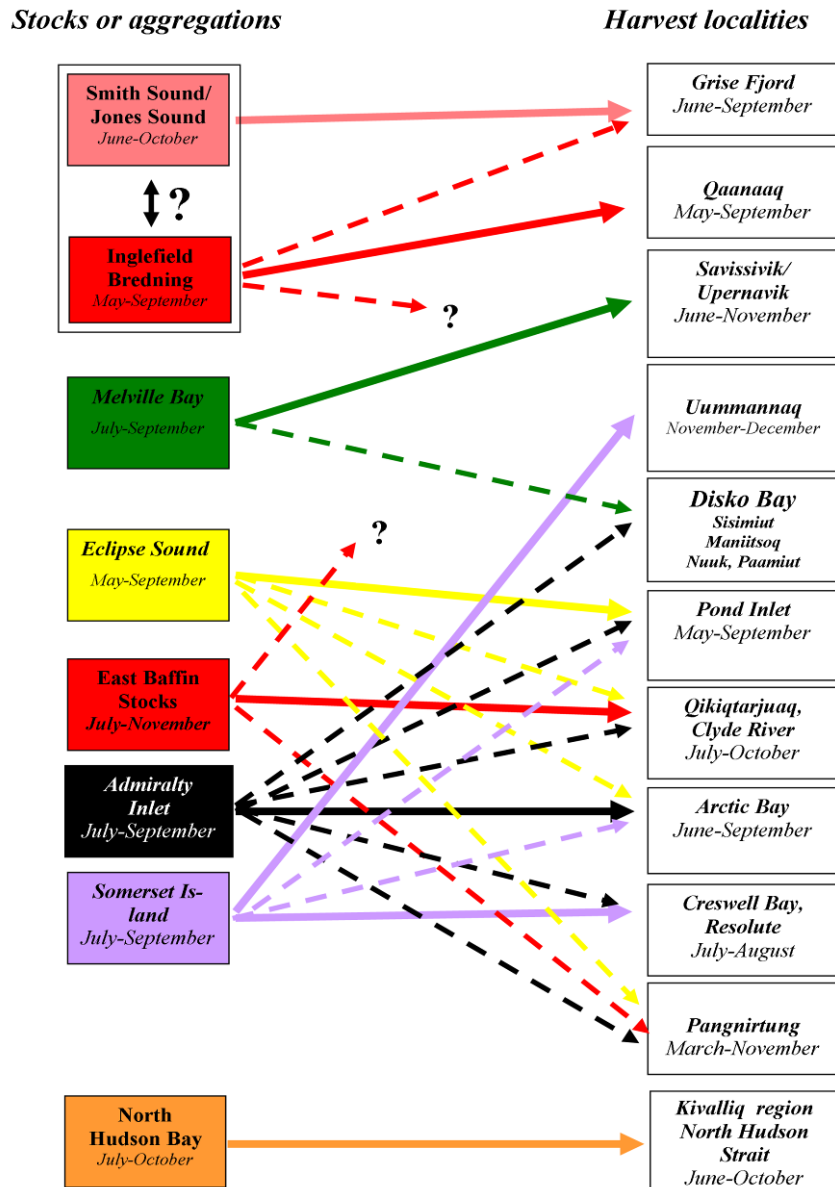 Stocks or aggregations
Smith Sound/
Jones Sound
June-October
?
Inglefield
Bredning
May-September
?
Melville Bay
July-September
?
Eclipse Sound
May-September
East Baffin
Stocks
July-November
Admiralty
Inlet
July-September
Somerset Is-
land
July-September
North
Hudson Bay
July-October
Harvest localities
Grise Fjord
June-September
Qaanaaq
May-September
Savissivik/
Upernavik
June-November
Uummannaq
November-December
Disko Bay
Sisimiut
Maniitsoq
Nuuk, Paamiut
Pond Inlet
May-September
Qikiqtarjuaq,
Clyde River
July-October
Arctic Bay
June-September
Creswell Bay,
Resolute
July-August
Pangnirtung
March-November
Kivalliq region
North Hudson
Strait
June-October